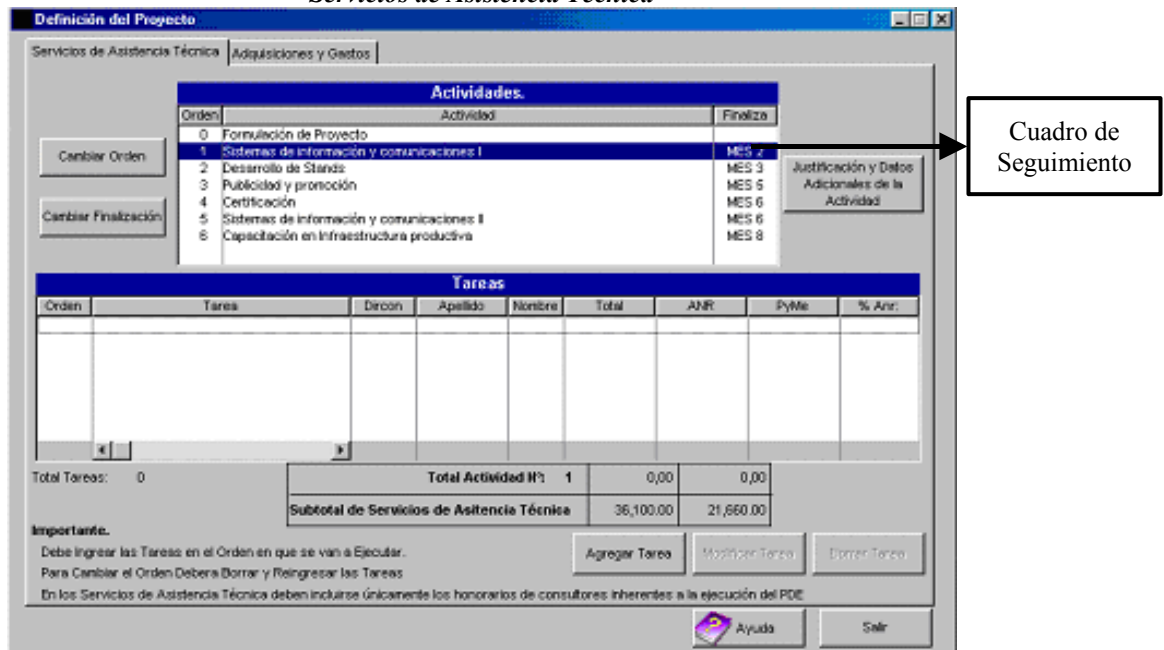 Servicios de Asistencia Técnica
Definición del Proyecto
Servicios de Asistencia Técnica Adquisiciones y Gastos
Actividades.
Orden Actividad Finaliza
0 Formulación de Proyecto
1 Sistemas de información y comunicaciones I MES 2
2 Desarrollo de Stands MES 3
3 Publicidad y promoción MES 5
4 Certificación MES 6
5 Sistemas de información y comunicaciones II MES 6
6 Capacitación en Infraestructura productiva MES 8
Cambiar Orden
Cambiar Finalización
Justificación y Datos
Adicionales de la
Actividad
Cuadro de
Seguimiento
Tareas
Orden Tarea Dircon Apellido Nombre Total ANR PyMe % Anr:
Total Tareas: 0
Total Actividad Nº: 1 0,00 0,00
Subtotal de Servicios de Asitencia Técnica 36,100.00 21,660.00
Importante.
Debe Ingrear las Tareas en el Orden en que se van a Ejecutar.
Para Cambiar el Orden Debera Borrar y Reingresar las Tareas
En los Servicios de Asistencia Técnica deben incluirse únicamente los honorarios de consultores inherentes a la ejecución del PDE
Agregar Tarea Modificar Tarea Borrar Tarea
Ayuda Salir